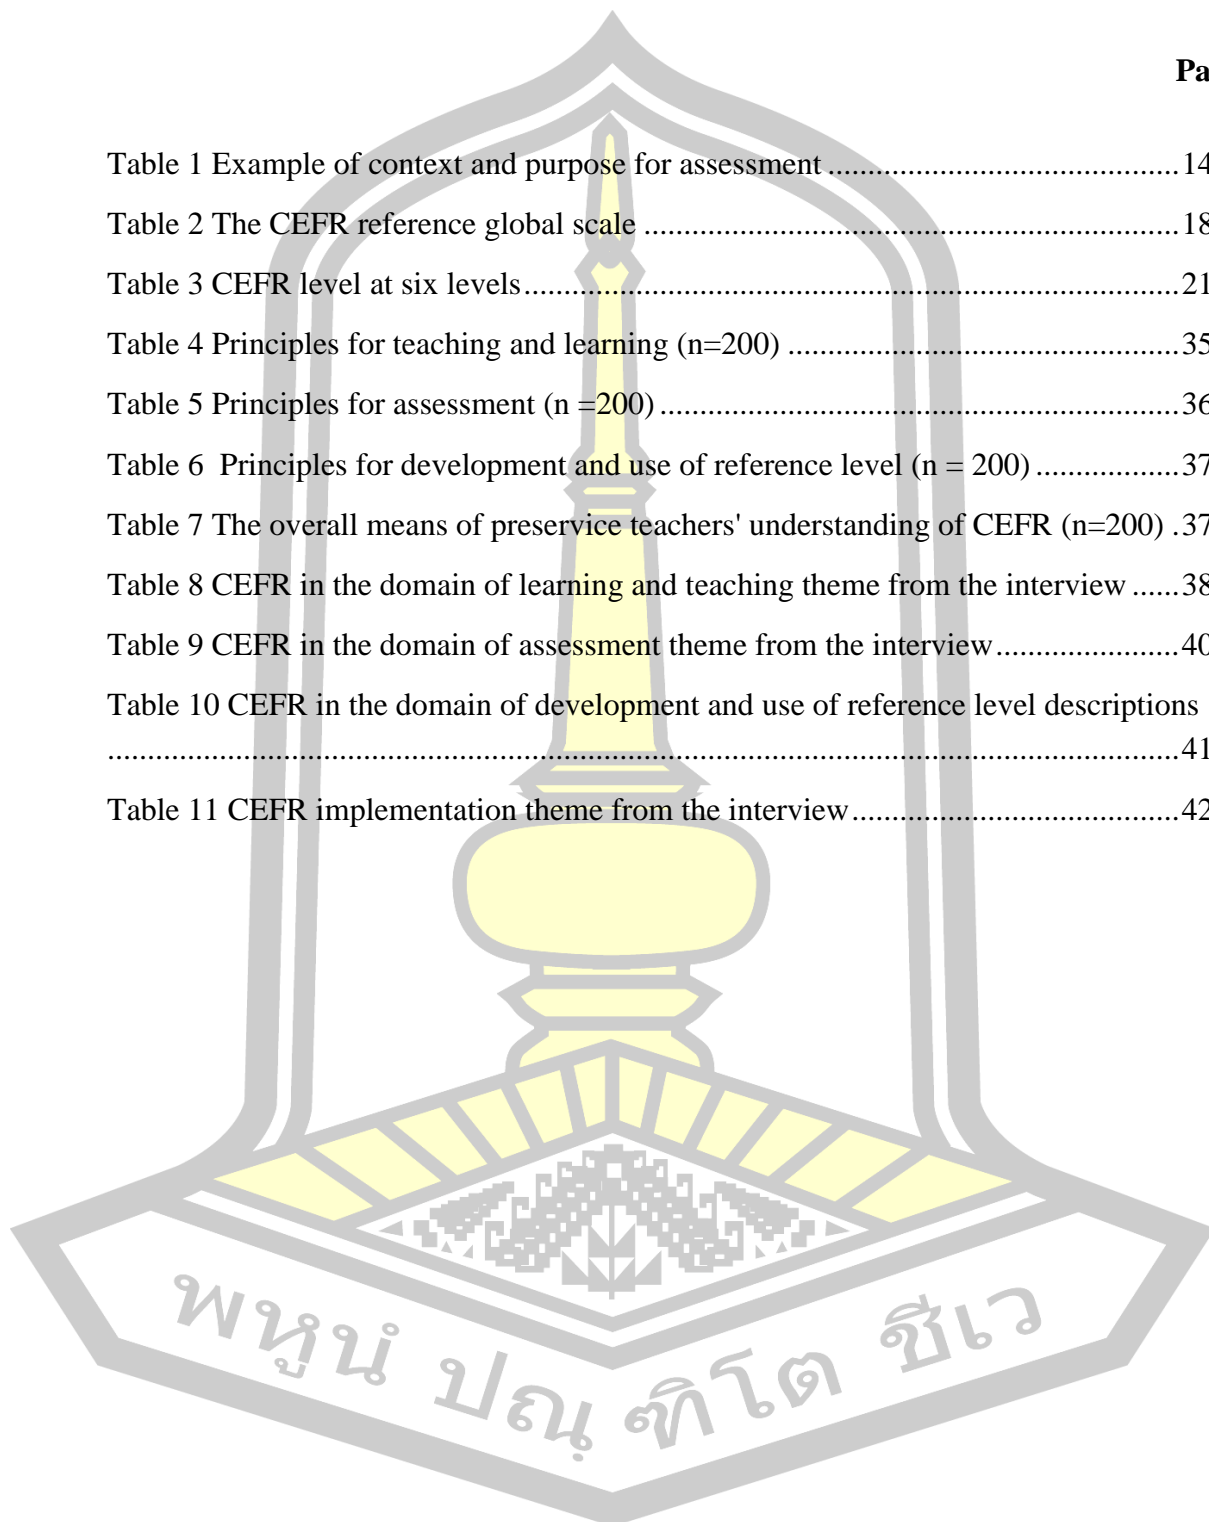 Pa
Table 1 Example of context and purpose for assessment ............................................14
Table 2 The CEFR reference global scale ...................................................................18
Table 3 CEFR level at six levels..................................................................................21
Table 4 Principles for teaching and learning (n=200) .................................................35
Table 5 Principles for assessment (n =200) .................................................................36
Table 6  Principles for development and use of reference level (n = 200) ..................37
Table 7 The overall means of preservice teachers' understanding of CEFR (n=200) .37
Table 8 CEFR in the domain of learning and teaching theme from the interview ......38
Table 9 CEFR in the domain of assessment theme from the interview.......................40
Table 10 CEFR in the domain of development and use of reference level descriptions
......................................................................................................................................41
Table 11 CEFR implementation theme from the interview.........................................42
พหูนํ ปณฺฑิโต ชีเว